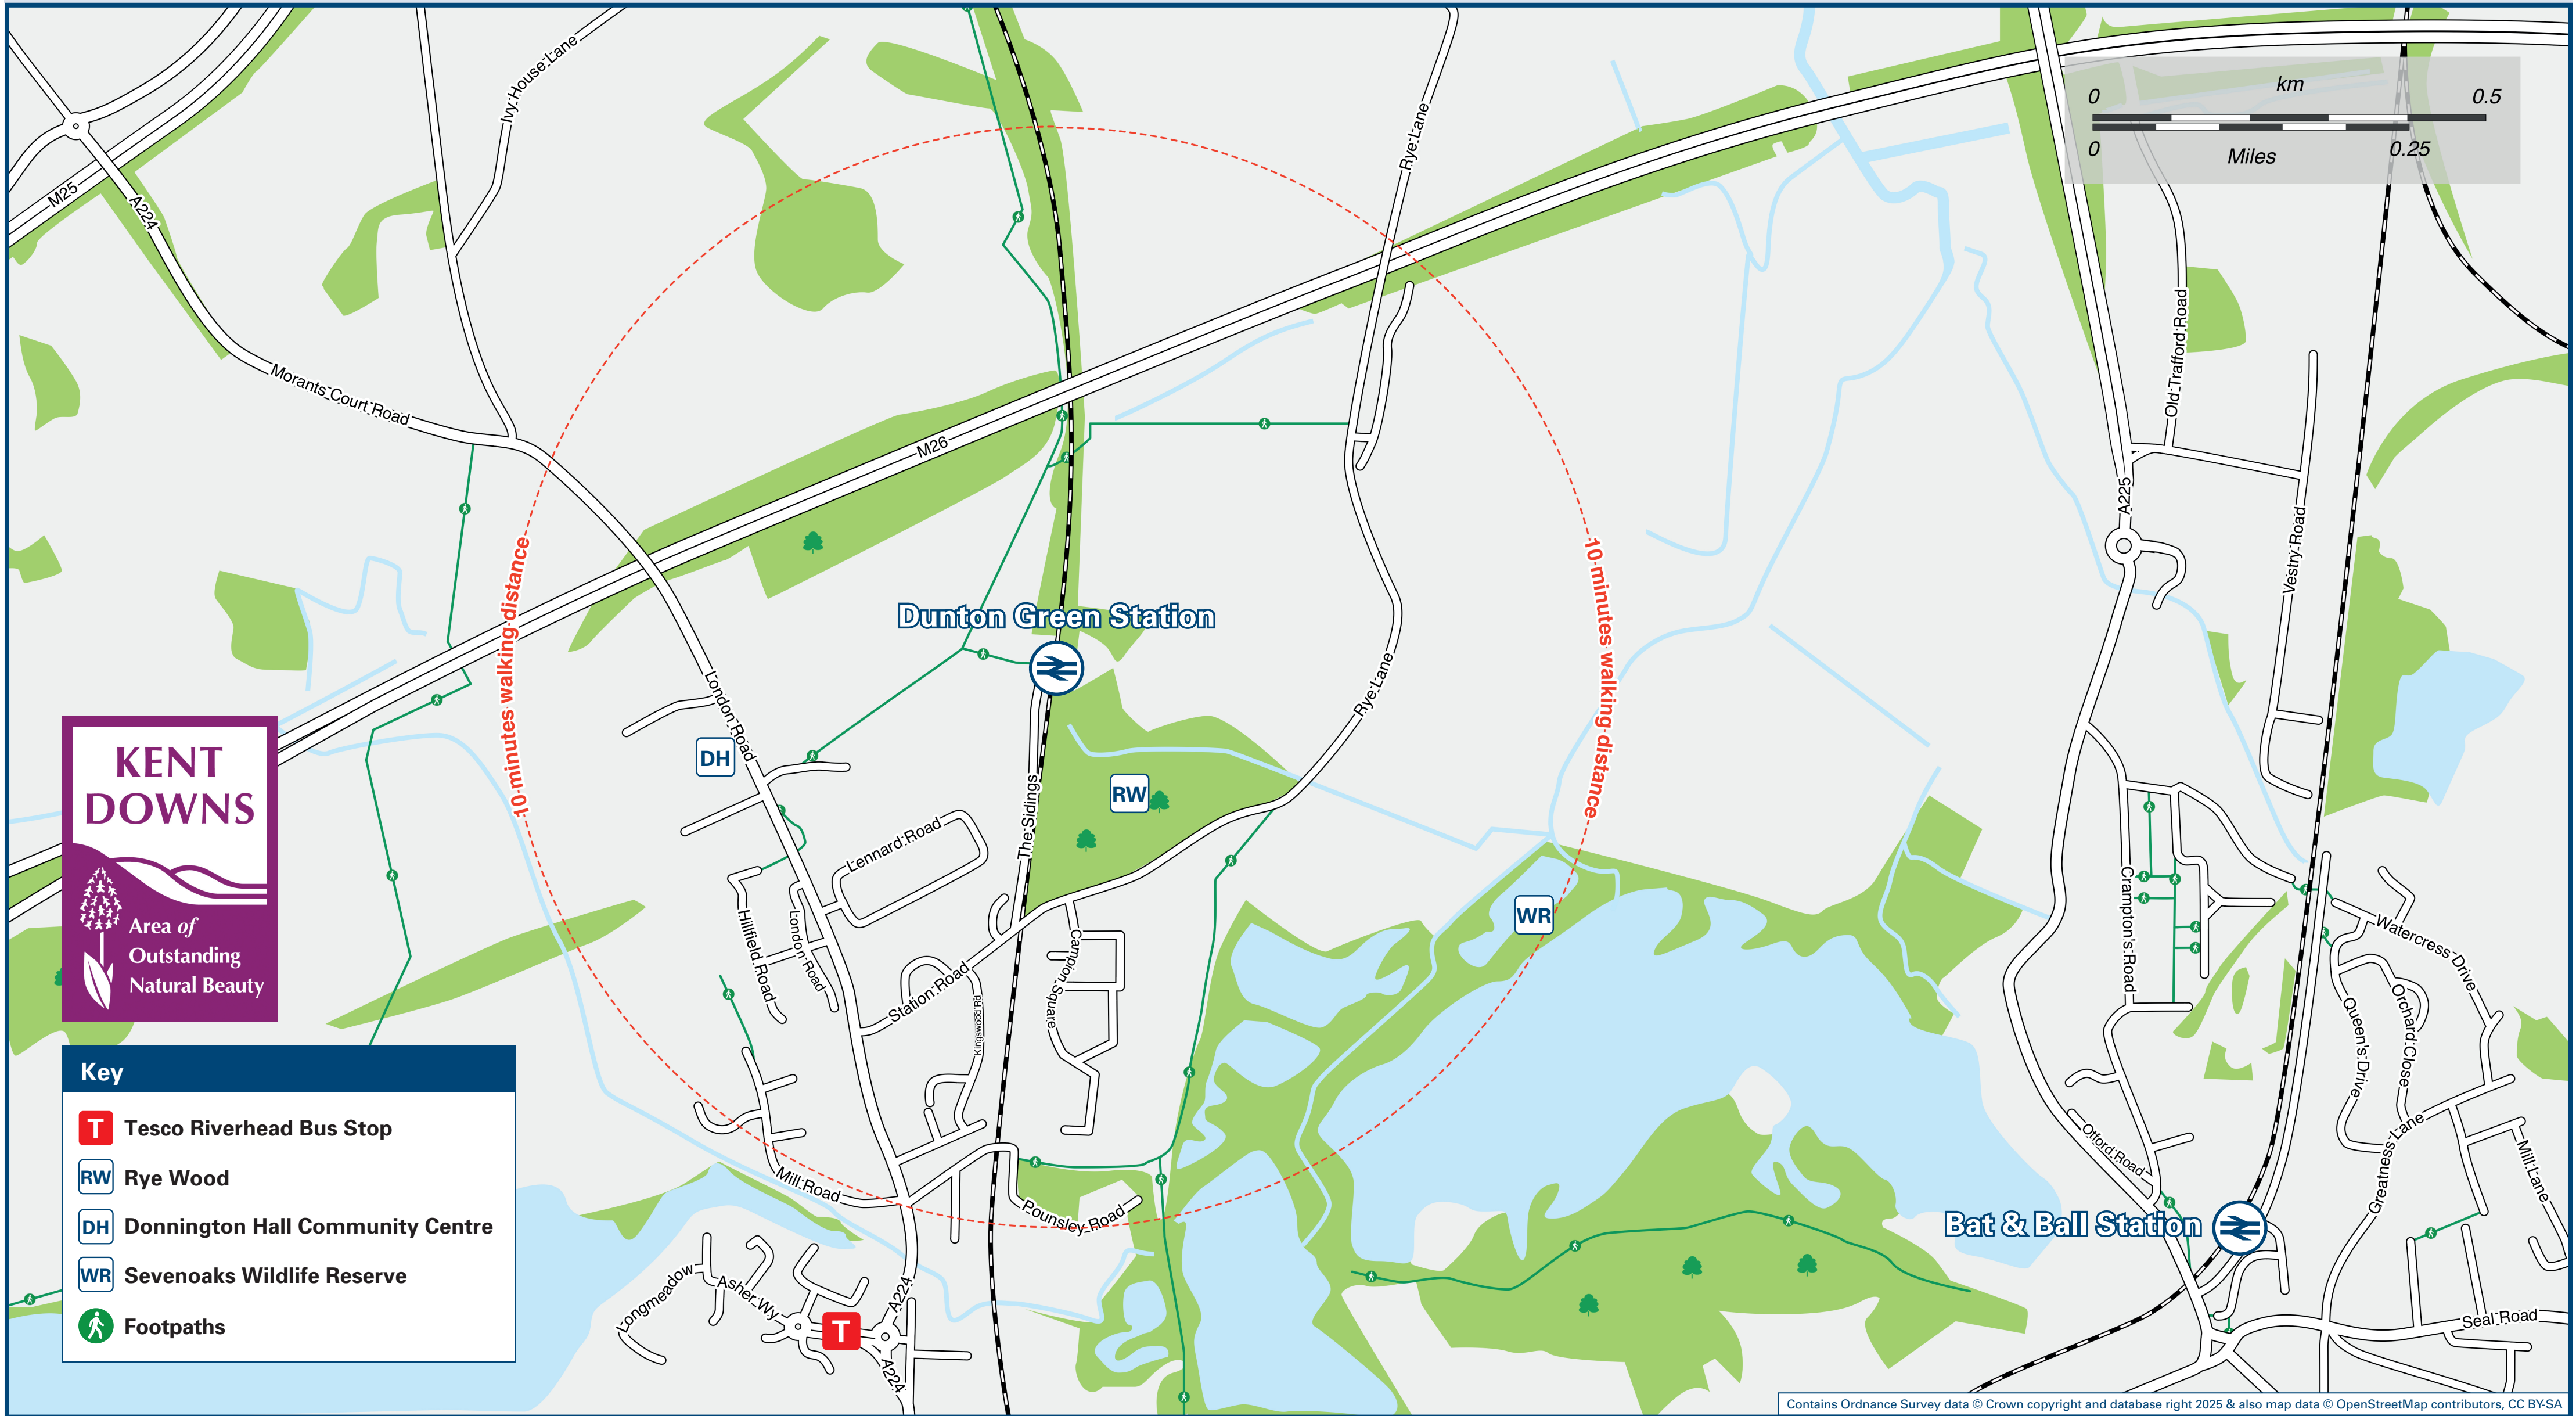 Ivy House Lane
Rye Lane
km
0 0.5
0 0.25
Miles
M25
A224
Morants Court Road
M26
Old Trafford Road
A225
Vestry Road
10 minutes walking distance
10 minutes walking distance
Dunton Green Station
London Road
Rye Lane
DH
RW
The Sidings
Lennard Road
WR
Hillfield Road
London Road
Station Road
Kingswood Rd
Campion Square
Crampton's Road
Watercress Drive
Queen's Drive
Orchard Close
Otford Road
Greatness Lane
Mill Lane
Mill Road
Pounsley Road
Bat & Ball Station
Longmeadow
Asher Wy
T
A224
A224
Seal Road
KENT
DOWNS
Area of
Outstanding
Natural Beauty
Key
T Tesco Riverhead Bus Stop
RW Rye Wood
DH Donnington Hall Community Centre
WR Sevenoaks Wildlife Reserve
Footpaths
Contains Ordnance Survey data © Crown copyright and database right 2025 & also map data © OpenStreetMap contributors, CC BY-SA